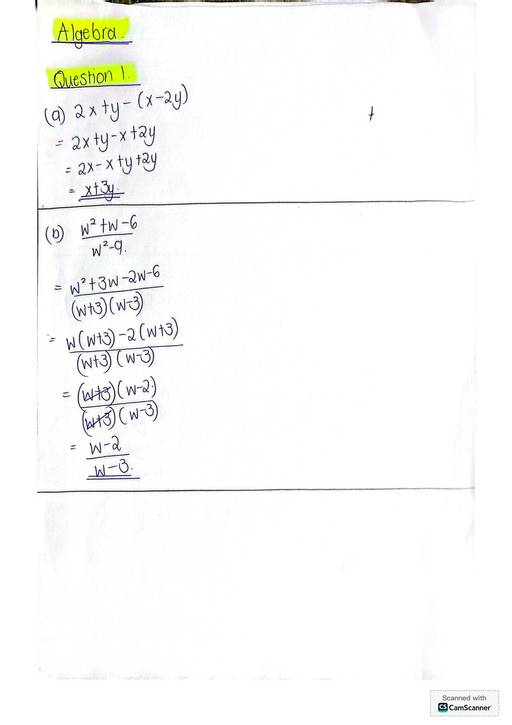 Algebra.
Question 1.
(a) 2x+y-(x-2y)
= 2x+y-x+2y
= 2x-x+y+2y
= x+3y.
(b) w²+w-6
w²-9.
= w²+3w-2w-6
(w+3)(w-3)
= w(w+3)-2(w+3)
(w+3)(w-3)
= (w+3)(w-2)
(w+3)(w-3)
= w-2
w-3.
Scanned with
CS CamScanner